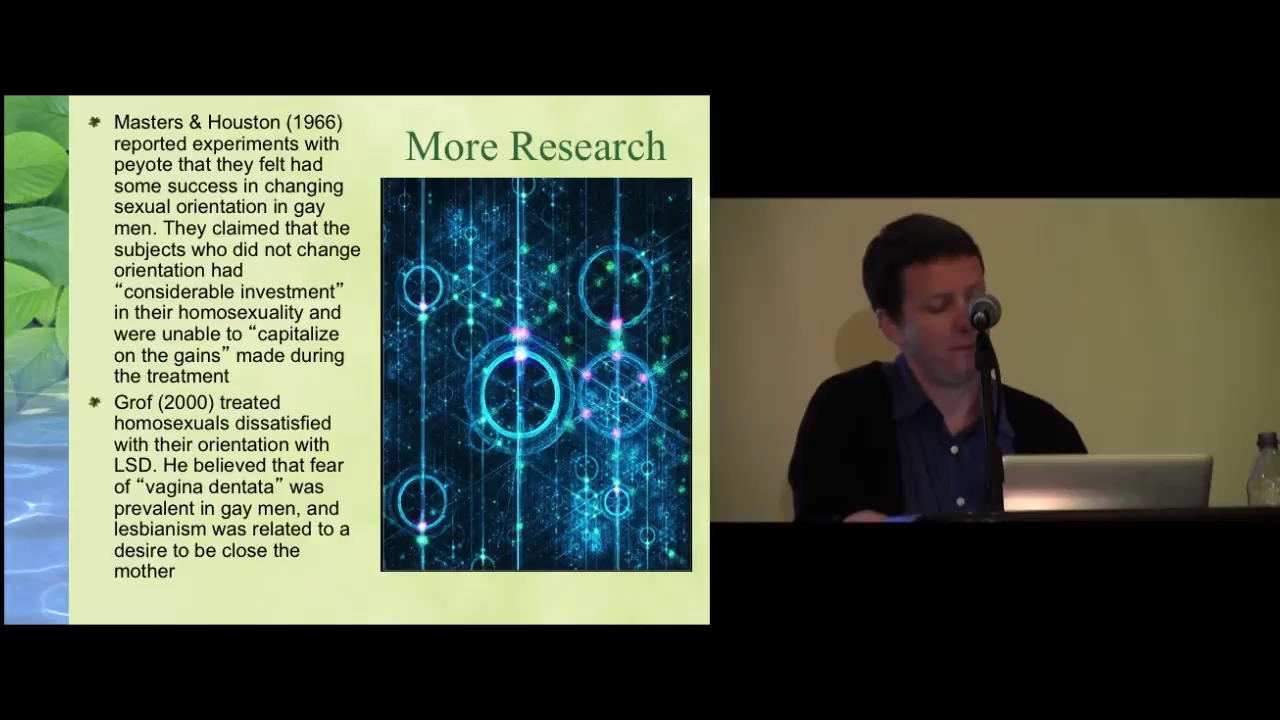 More Research
Masters & Houston (1966)
reported experiments with
peyote that they felt had
some success in changing
sexual orientation in gay
men. They claimed that the
subjects who did not change
orientation had
“considerable investment”
in their homosexuality and
were unable to “capitalize
on the gains” made during
the treatment
Grof (2000) treated
homosexuals dissatisfied
with their orientation with
LSD. He believed that fear
of “vagina dentata” was
prevalent in gay men, and
lesbianism was related to a
desire to be close the
mother